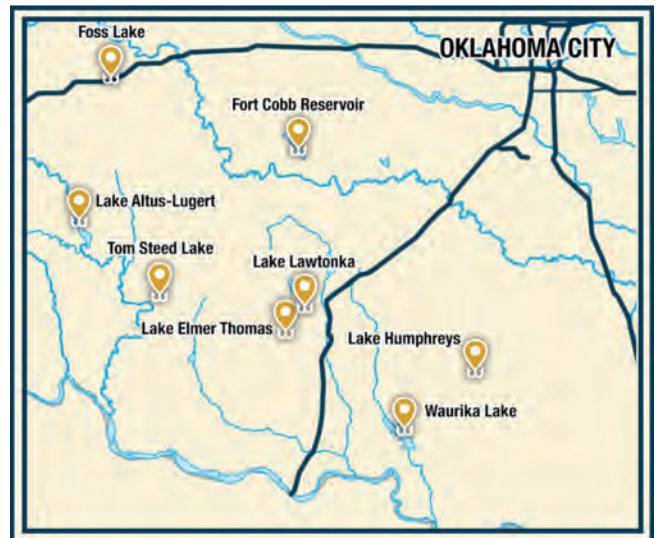 Foss Lake
OKLAHOMA CITY
Fort Cobb Reservoir
Lake Altus-Lugert
Tom Steed Lake
Lake Lawtonka
Lake Elmer Thomas
Lake Humphreys
Waurika Lake